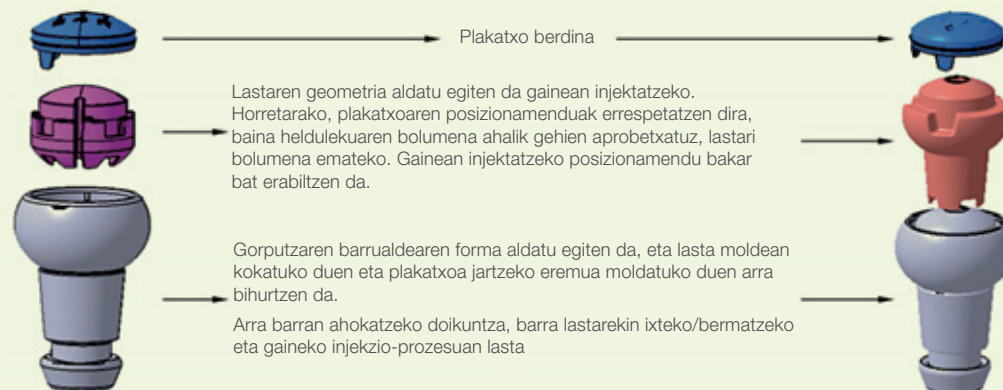 Plakatxo berdina
Lastaren geometria aldatu egiten da gainean injektatzeko.
Horretarako, plakatxoaren posizionamenduak errespetatzen dira,
baina heldulekuaren bolumena ahalik gehien aprobetxatuz, lastari
bolumena emateko. Gainean injektatzeko posizionamendu bakar
bat erabiltzen da.
Gorputzaren barrualdearen forma aldatu egiten da, eta lasta moldean
kokatuko duen eta plakatxoa jartzeko eremua moldatuko duen arra
bihurtzen da.
Arra barran ahokatzeko doikuntza, barra lastarekin ixteko/bermatzeko
eta gaineko injekzio-prozesuan lasta